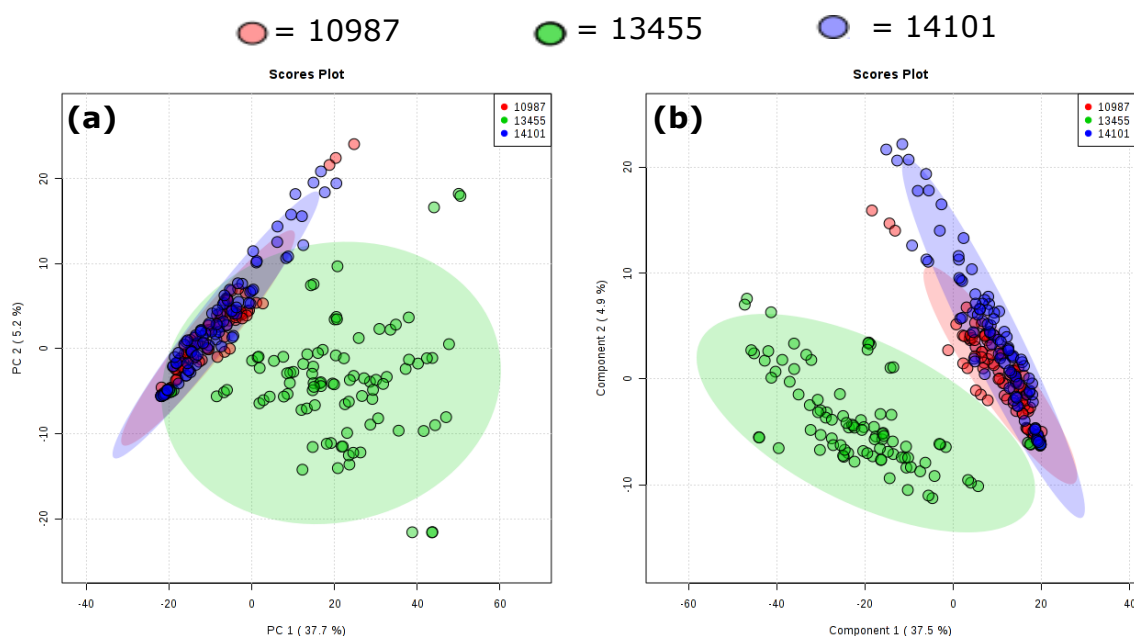 = 10987 = 13455 = 14101
Scores Plot
(a)
10987
13455
14101
20
10
0
-10
-20
PC 2 ( 5.2 %)
-40 -20 0 20 40 60
PC 1 ( 37.7 %)
Scores Plot
(b)
10987
13455
14101
20
10
0
-10
Component 2 ( 4.9 %)
-60 -40 -20 0 20 40
Component 1 ( 37.5 %)